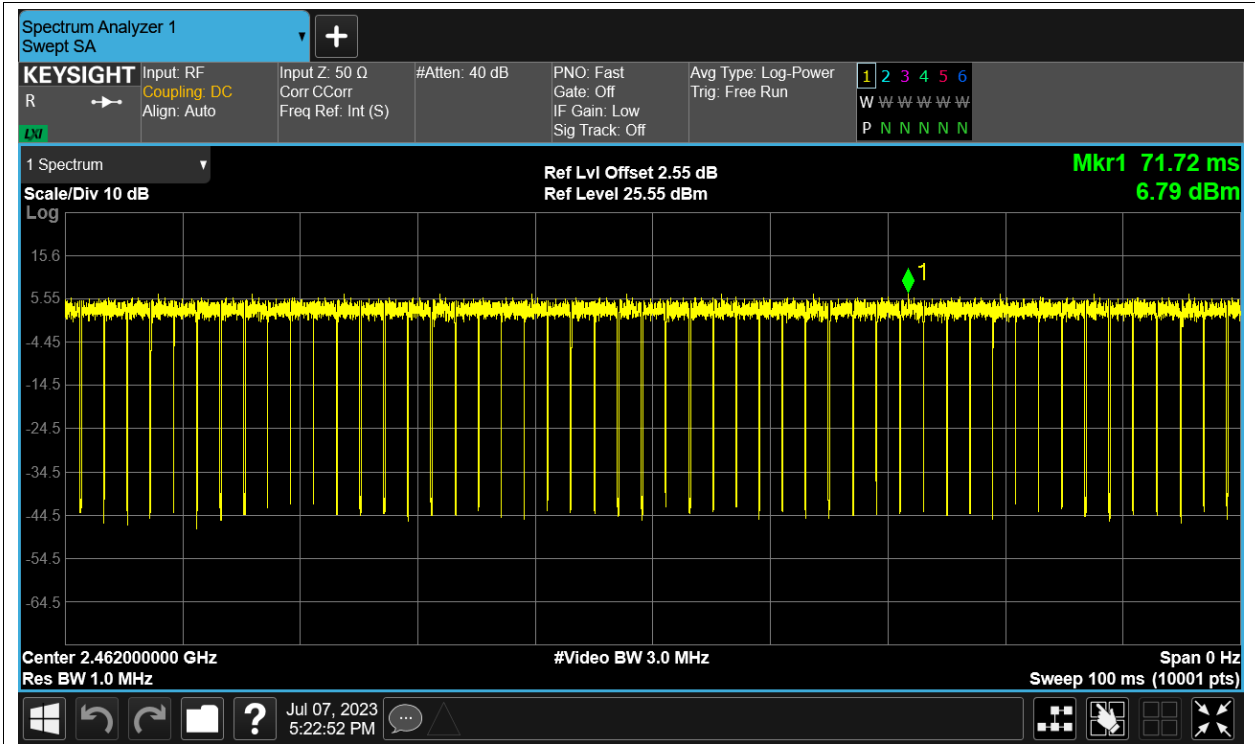 Spectrum Analyzer 1
Swept SA
+
KEYSIGHT
R
LXI
Input: RF
Coupling: DC
Align: Auto
Input Z: 50 Ω
Corr CCorr
Freq Ref: Int (S)
#Atten: 40 dB
PNO: Fast
Gate: Off
IF Gain: Low
Sig Track: Off
Avg Type: Log-Power
Trig: Free Run
1 2 3 4 5 6
W W W W W W
P N N N N N
1 Spectrum
Scale/Div 10 dB
Log
Ref Lvl Offset 2.55 dB
Ref Level 25.55 dBm
Mkr1 71.72 ms
6.79 dBm
15.6
5.55
-4.45
-14.5
-24.5
-34.5
-44.5
-54.5
-64.5
1
Center 2.462000000 GHz
Res BW 1.0 MHz
#Video BW 3.0 MHz
Span 0 Hz
Sweep 100 ms (10001 pts)
?
Jul 07, 2023
5:22:52 PM